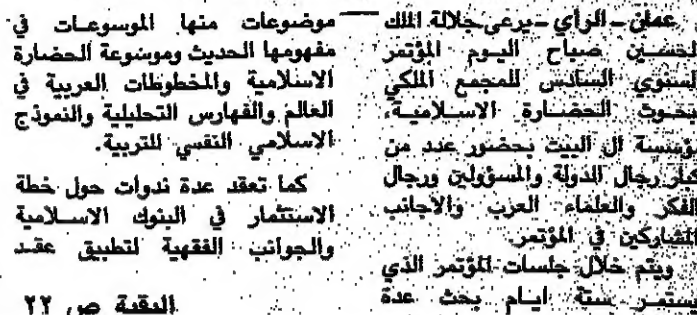 عمان - الرأي - يرعى جلالة الملك
الحسين صباح اليوم المؤتمر
السنوي السادس للمجمع الملكي
لبحوث الحضارة الاسلامية،
مؤسسة آل البيت بحضور عدد من
كبار رجال الدولة والمسؤولين ورجال
الفكر والعلماء العرب والأجانب
المشاركين في المؤتمر.
ويتم خلال جلسات المؤتمر الذي
يستمر ستة ايام بحث عدة
موضوعات منها الموسوعات في
مفهومها الحديث وموسوعة الحضارة
الاسلامية والمخطوطات العربية في
العالم والفهارس التحليلية والنموذج
الاسلامي النفسي للتربية.
كما تعقد عدة ندوات حول خطة
الاستثمار في البنوك الاسلامية
والجوانب الفقهية لتطبيق عقد
البقية ص ٢٢